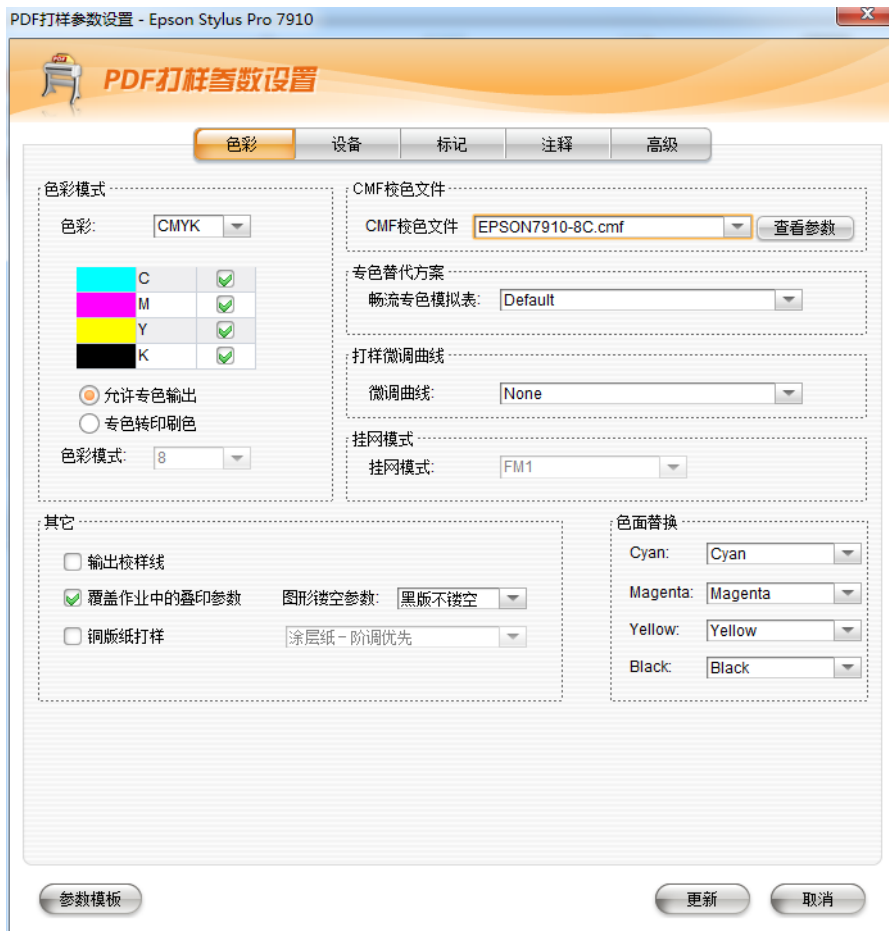 PDF打样参数设置 - Epson Stylus Pro 7910
PDF打样参数设置
色彩 设备 标记 注释 高级
色彩模式
色彩: CMYK
C
M
Y
K
允许专色输出
专色转印刷色
色彩模式: 8
CMF校色文件
CMF校色文件 EPSON7910-8C.cmf 查看参数
专色替代方案
畅流专色模拟表: Default
打样微调曲线
微调曲线: None
挂网模式
挂网模式: FM1
其它
输出校样线
覆盖作业中的叠印参数 图形镂空参数: 黑版不镂空
铜版纸打样 涂层纸-阶调优先
色面替换
Cyan: Cyan
Magenta: Magenta
Yellow: Yellow
Black: Black
参数模板 更新 取消